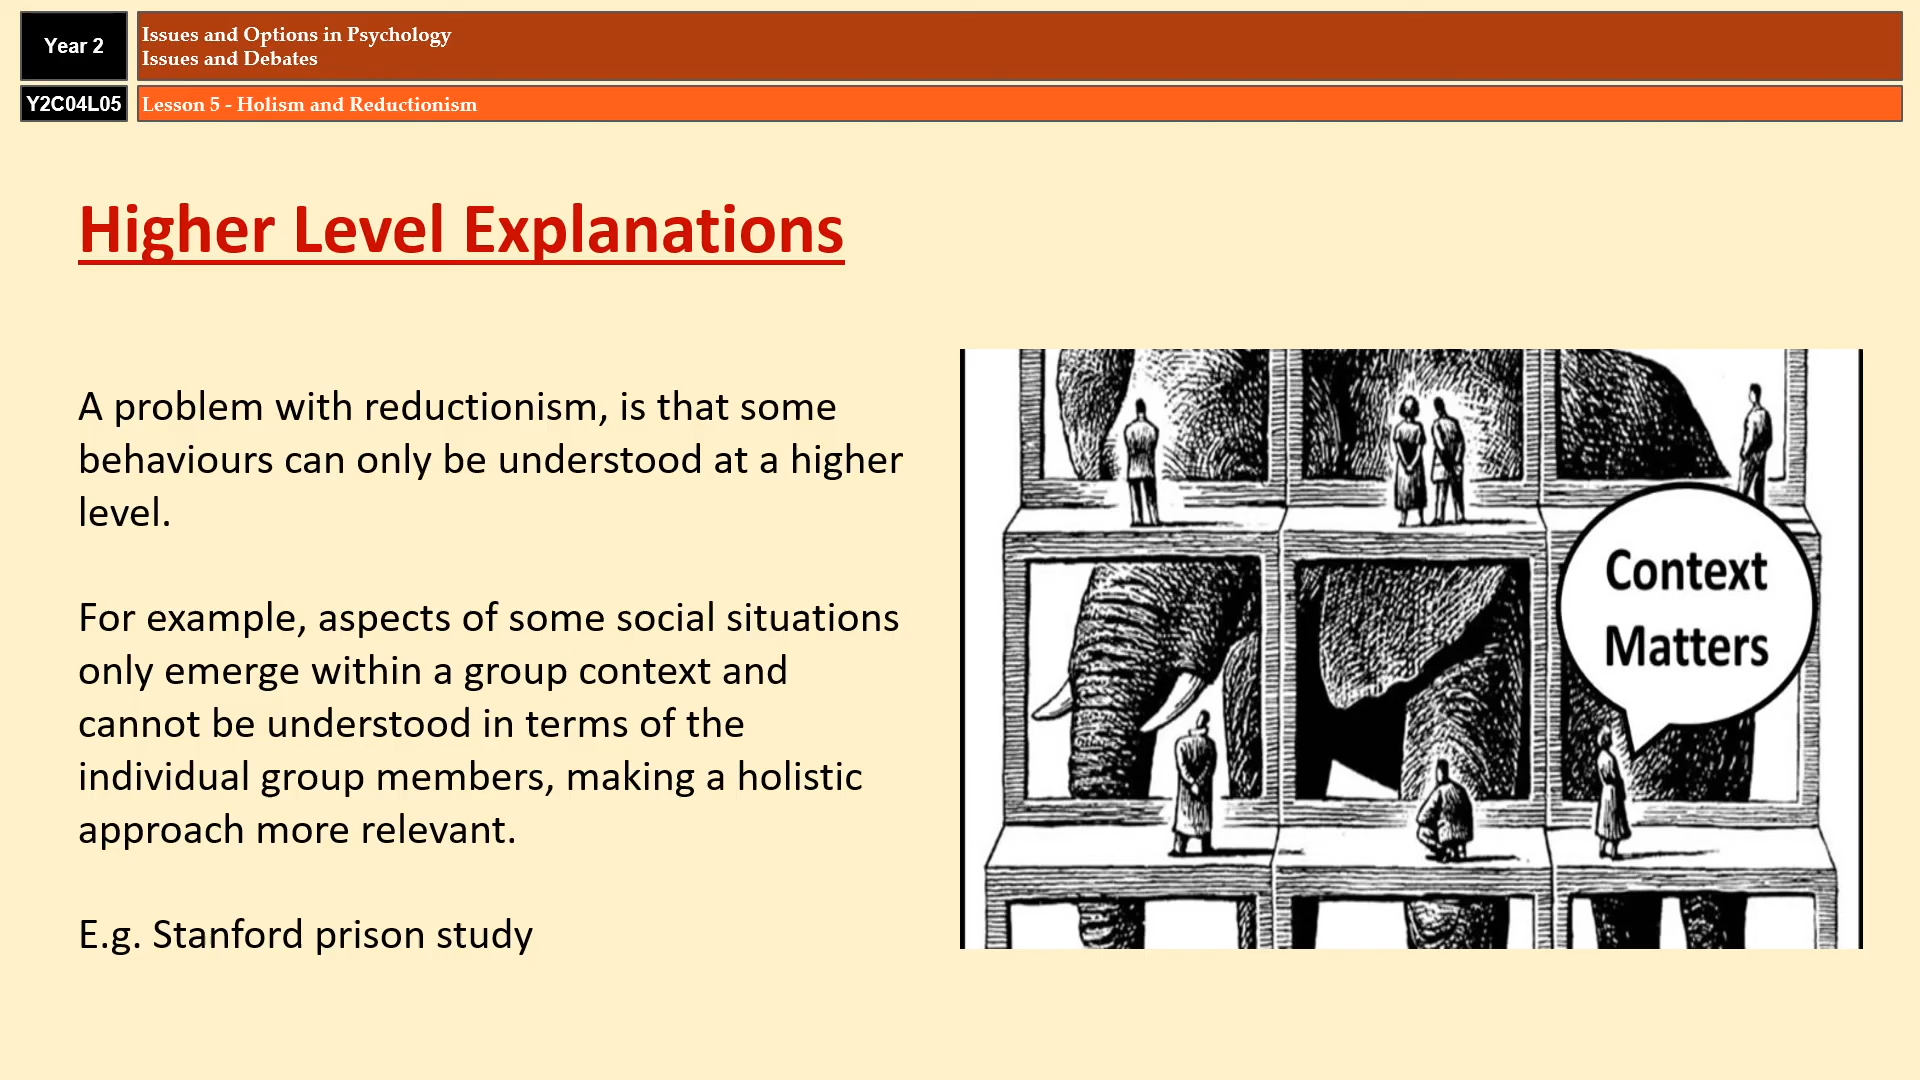 Year 2
Issues and Options in Psychology
Issues and Debates
Y2C04L05
Lesson 5 - Holism and Reductionism
Higher Level Explanations
A problem with reductionism, is that some
behaviours can only be understood at a higher
level.
For example, aspects of some social situations
only emerge within a group context and
cannot be understood in terms of the
individual group members, making a holistic
approach more relevant.
E.g. Stanford prison study
Context
Matters